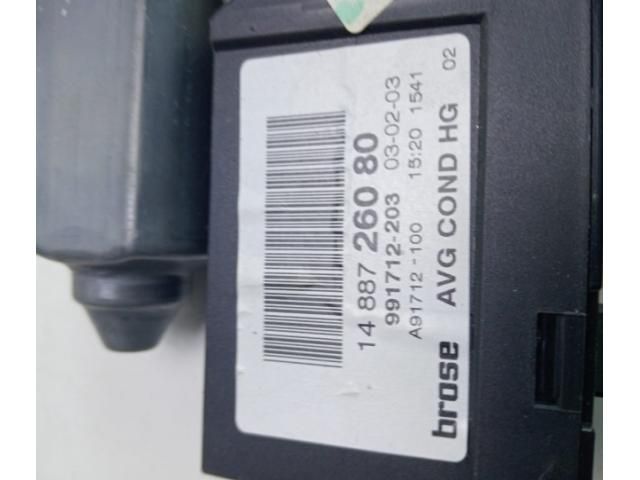 14 887 260 80
991712-203 03-02-03
A91712-100 15:20 1541
brose AVG COND HG 02